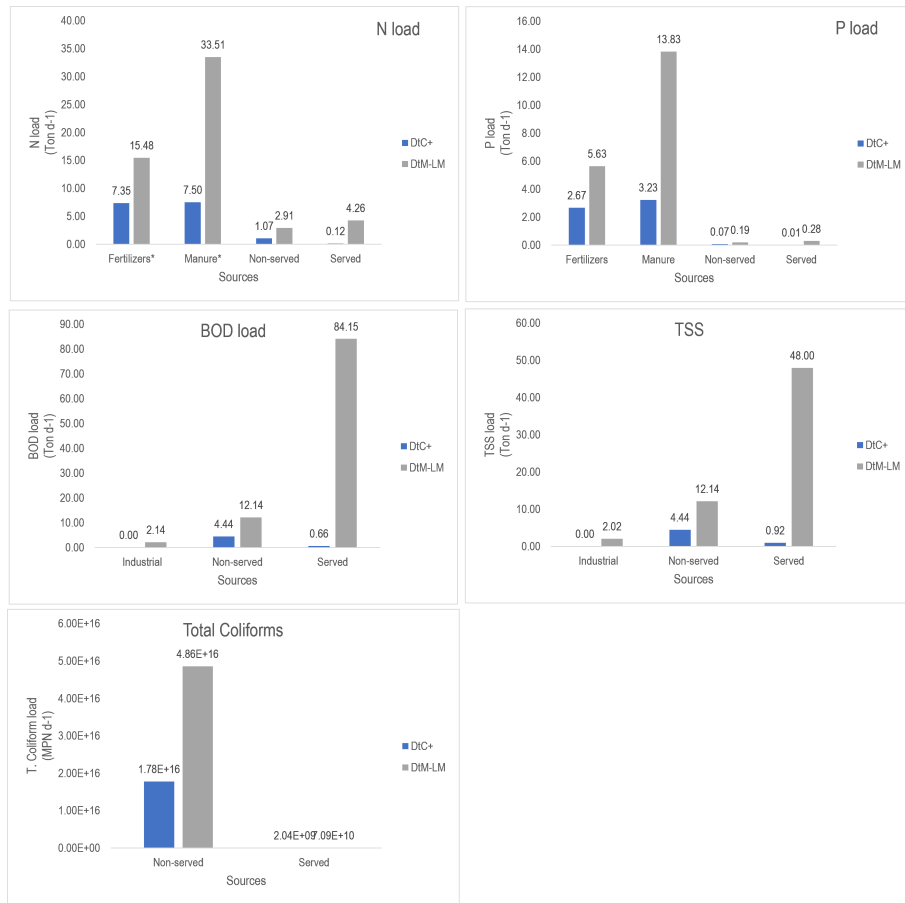 N load
40.00
35.00
30.00
25.00
20.00
15.00
10.00
5.00
0.00
N load
(Ton d-1)
7.35
15.48
7.50
33.51
1.07
2.91
0.12
4.26
Fertilizers*
Manure*
Non-served
Served
Sources
DtC+
DtM-LM
P load
16.00
14.00
12.00
10.00
8.00
6.00
4.00
2.00
0.00
P load
(Ton d-1)
2.67
5.63
3.23
13.83
0.07
0.19
0.01
0.28
Fertilizers
Manure
Non-served
Served
Sources
DtC+
DtM-LM
BOD load
90.00
80.00
70.00
60.00
50.00
40.00
30.00
20.00
10.00
0.00
BOD load
(Ton d-1)
0.00
2.14
4.44
12.14
0.66
84.15
Industrial
Non-served
Served
Sources
DtC+
DtM-LM
TSS
60.00
50.00
40.00
30.00
20.00
10.00
0.00
TSS load
(Ton d-1)
0.00
2.02
4.44
12.14
0.92
48.00
Industrial
Non-served
Served
Sources
DtC+
DtM-LM
Total Coliforms
6.00E+16
5.00E+16
4.00E+16
3.00E+16
2.00E+16
1.00E+16
0.00E+00
T. Coliform load
(MPN d-1)
1.78E+16
4.86E+16
2.04E+09
7.09E+10
Non-served
Served
Sources
DtC+
DtM-LM